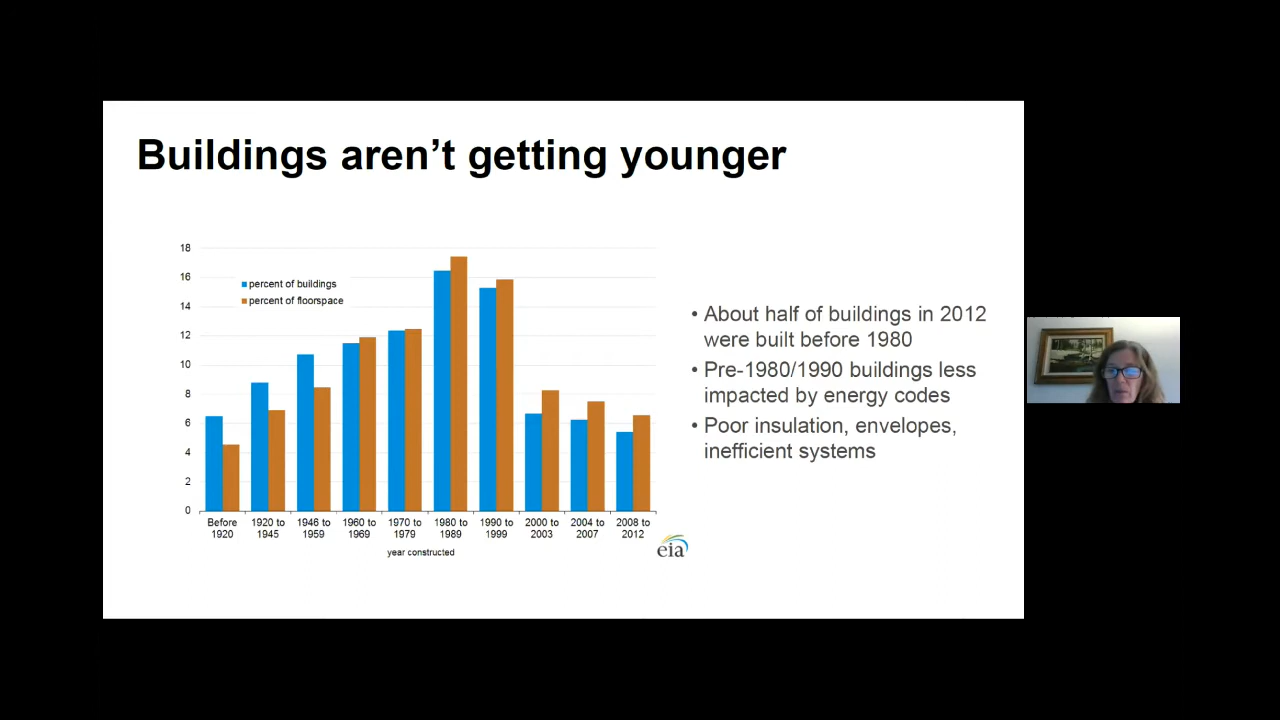 Buildings aren't getting younger
18
16
14
12
10
8
6
4
2
0
percent of buildings
percent of floorspace
Before 1920
1920 to 1945
1946 to 1959
1960 to 1969
1970 to 1979
1980 to 1989
1990 to 1999
2000 to 2003
2004 to 2007
2008 to 2012
year constructed
eia
• About half of buildings in 2012
were built before 1980
• Pre-1980/1990 buildings less
impacted by energy codes
• Poor insulation, envelopes,
inefficient systems